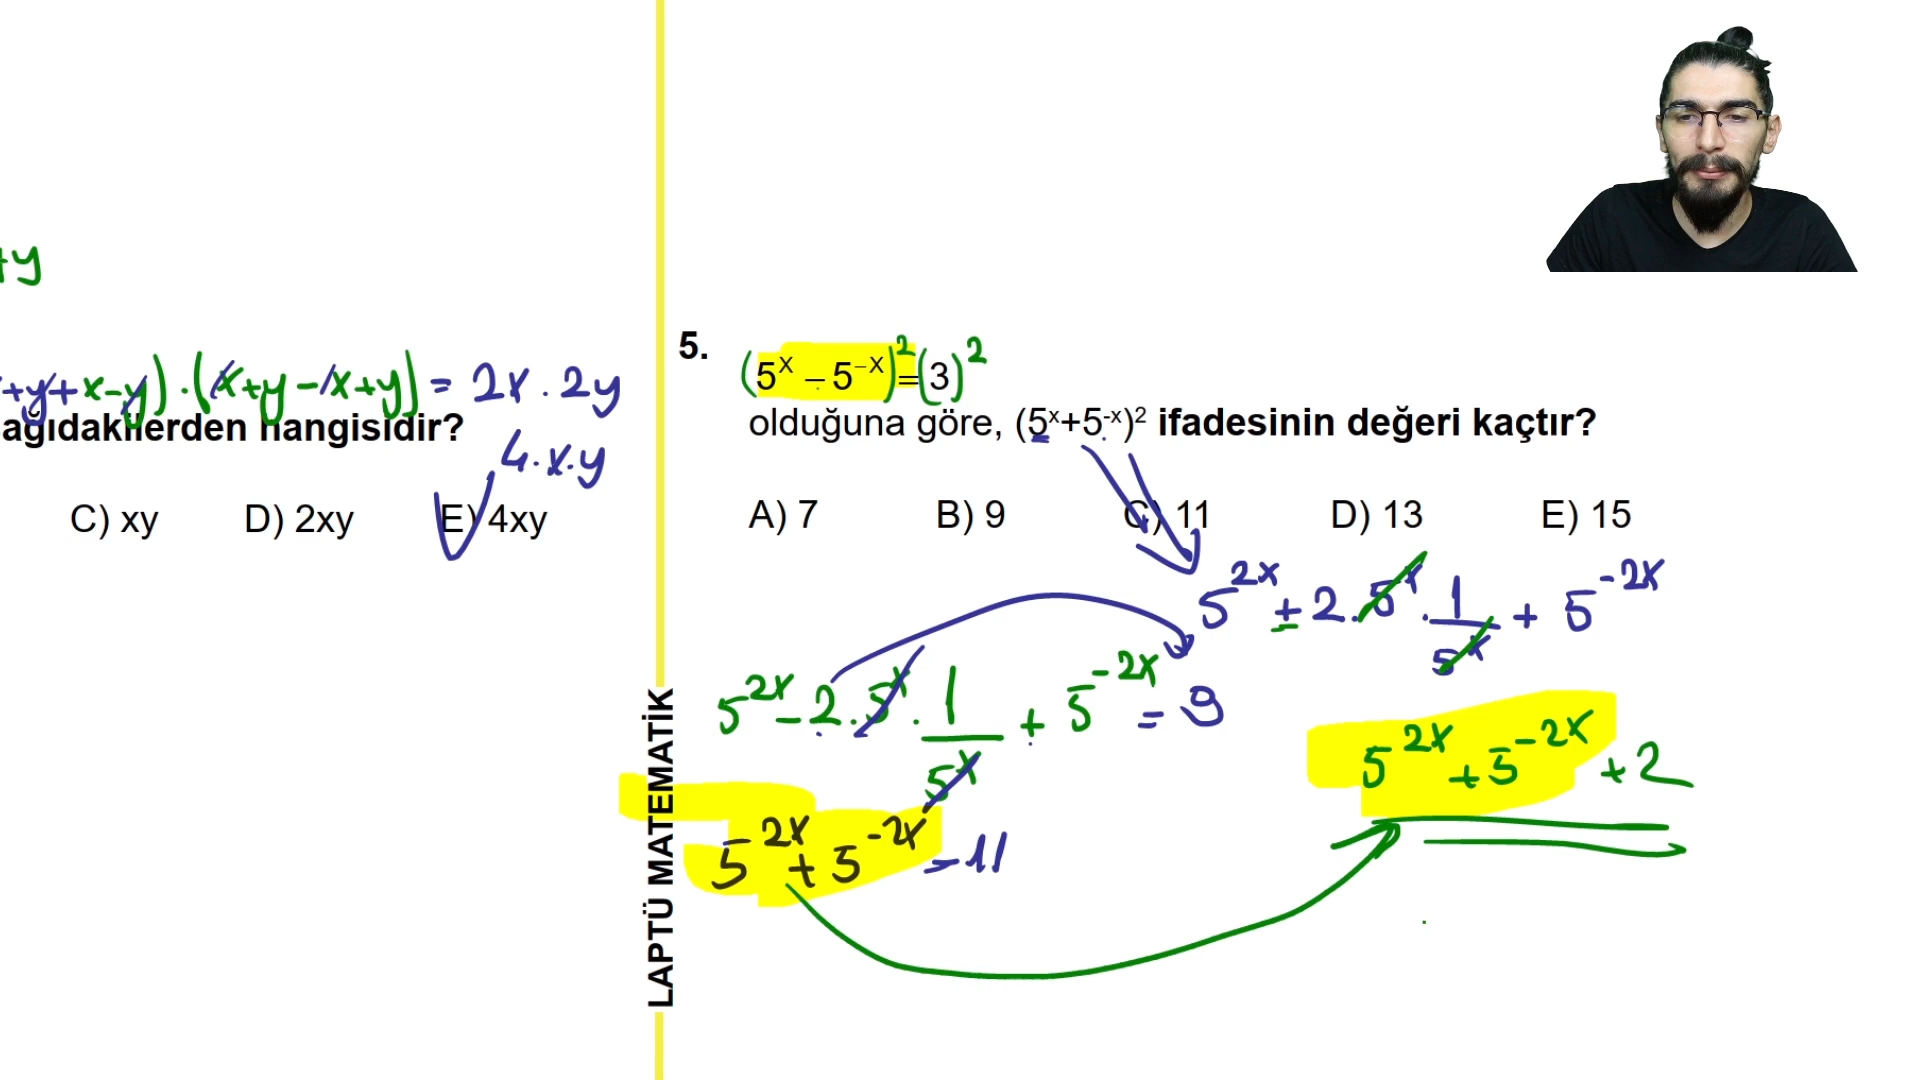 +y
+y+x-y).(x+y-x+y) = 2x.2y
ağıdakilerden hangisidir?
4.x.y
C) xy D) 2xy E) 4xy
LAPTÜ MATEMATİK
5.
(5ˣ – 5⁻ˣ)²=(3)²
olduğuna göre, (5ˣ+5⁻ˣ)² ifadesinin değeri kaçtır?
A) 7 B) 9 C) 11 D) 13 E) 15
5²ˣ + 2.5ˣ.1/5ˣ + 5⁻²ˣ
5²ˣ - 2.5ˣ.1/5ˣ + 5⁻²ˣ = 9
5²ˣ + 5⁻²ˣ + 2
5²ˣ + 5⁻²ˣ = 11